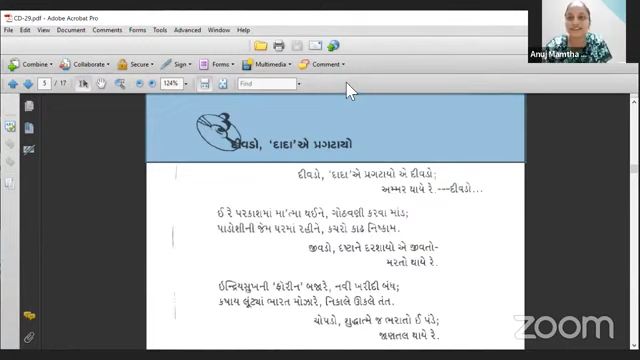 CD-29.pdf - Adobe Acrobat Pro
File Edit View Document Comments Forms Tools Advanced Window Help
Combine Collaborate Secure Sign Forms Multimedia Comment
5 / 17 124% Find
Anuj Mamtha
દીવડો, 'દાદા'એ પ્રગટાયો
દીવડો, 'દાદા'એ પ્રગટાયો એ દીવડો;
અમ્મર થાયે રે.---દીવડો...
ઈ રે પરકાશમાં મા'ત્મા થઈને, ગોઠવણી કરવા માંડ;
પાડોશીની જેમ ઘરમાં રહીને, કચરો કાઢ નિષ્કામ.
જીવડો, દષ્ટાને દરશાયો એ જીવતો-
મરતો થાયે રે.
ઇન્દ્રિયસુખની 'ફોરીન' બજારે, નવી ખરીદી બંધ;
કષાય લૂંટ્યાં ભારત મોઝારે, નિકાલે ઊકલે તંત.
ચોપડો, શુદ્ધાત્મે જ ભરાતો ઈ પંડે;
જાણતલ થાયે રે.
zoom